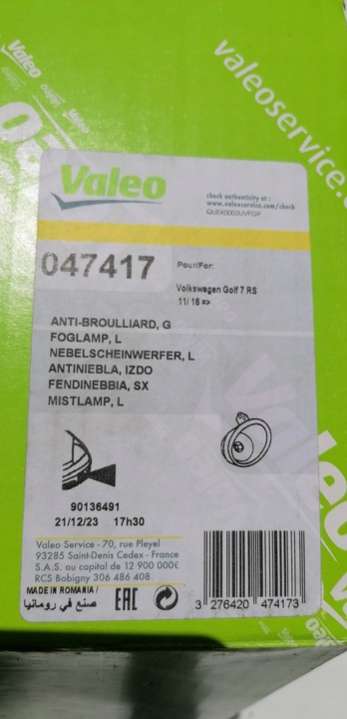 Valeo
valeoservice.
Valeo
check authenticity at :
www.valeoservice.com/check
047417
Pour/Fer:
Volkswagen Golf 7 RS
11/ 16 =>
ANTI-BROULLIARD, G
FOGLAMP, L
NEBELSCHEINWERFER, L
ANTINIEBLA, IZDO
FENDINEBBIA, SX
MISTLAMP, L
90136491
21/12/23 17h30
Valeo Service - 70, rue Pleyel
93285 Saint-Denis Cedex - France
S.A.S. au capital de 12 900 000€
RCS Bobigny 306 486 408
MADE IN ROMANIA /
صنع في رومانيا
EAC
3 276420 474173